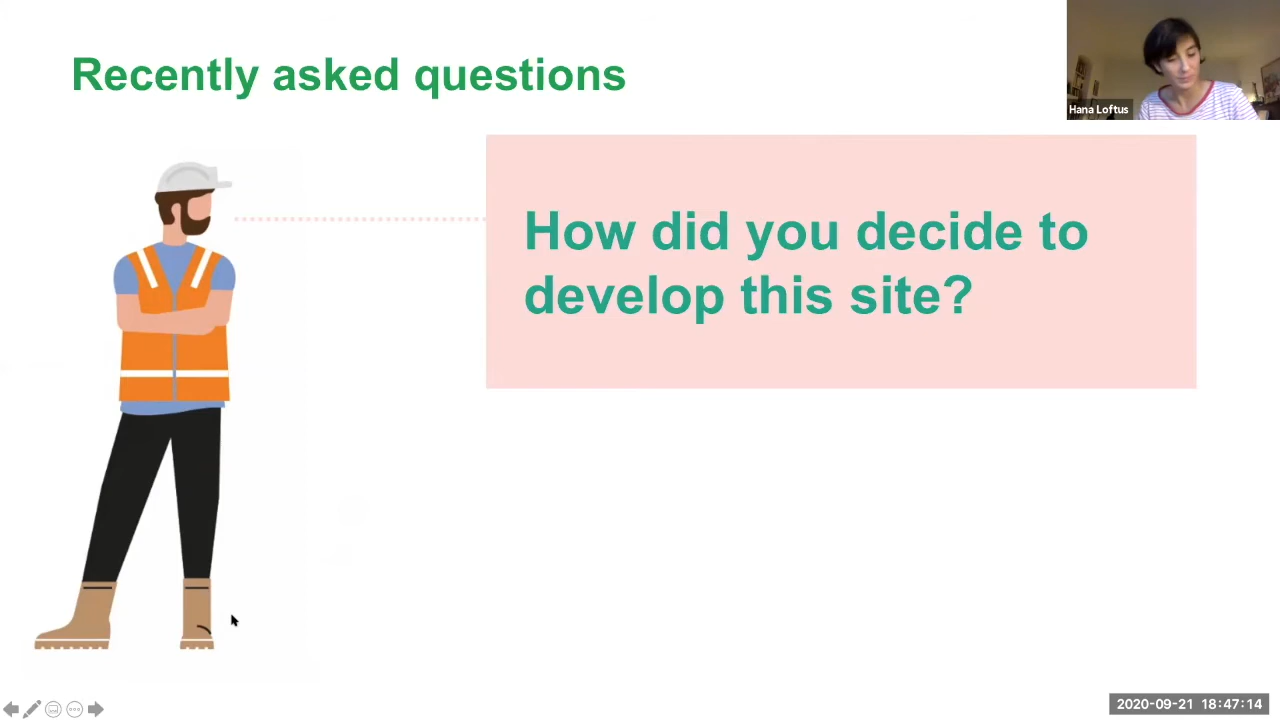 Recently asked questions
Hana Loftus
How did you decide to
develop this site?
2020-09-21 18:47:14